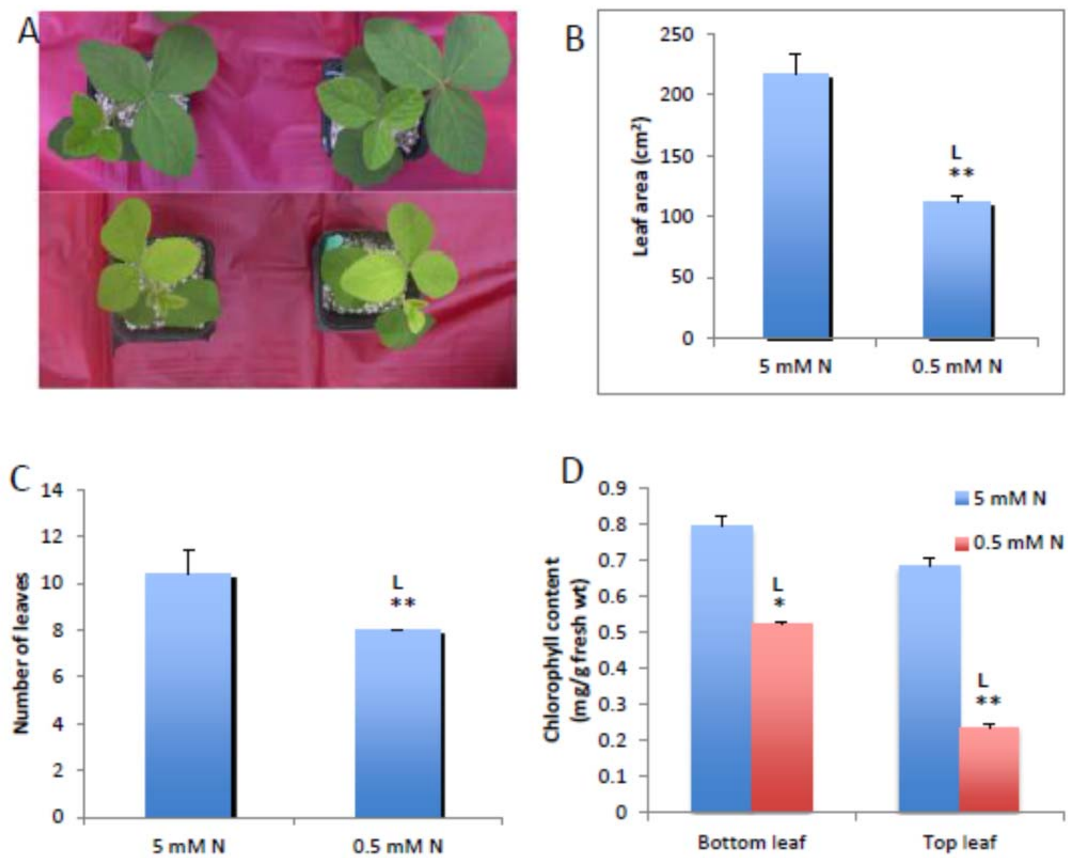 A
B
250
200
150
100
50
0
Leaf area (cm²)
L
**
5 mM N
0.5 mM N
C
14
12
10
8
6
4
2
0
Number of leaves
L
**
5 mM N
0.5 mM N
D
0.9
0.8
0.7
0.6
0.5
0.4
0.3
0.2
0.1
0
Chlorophyll content
(mg/g fresh wt)
5 mM N
0.5 mM N
L
*
L
**
Bottom leaf
Top leaf